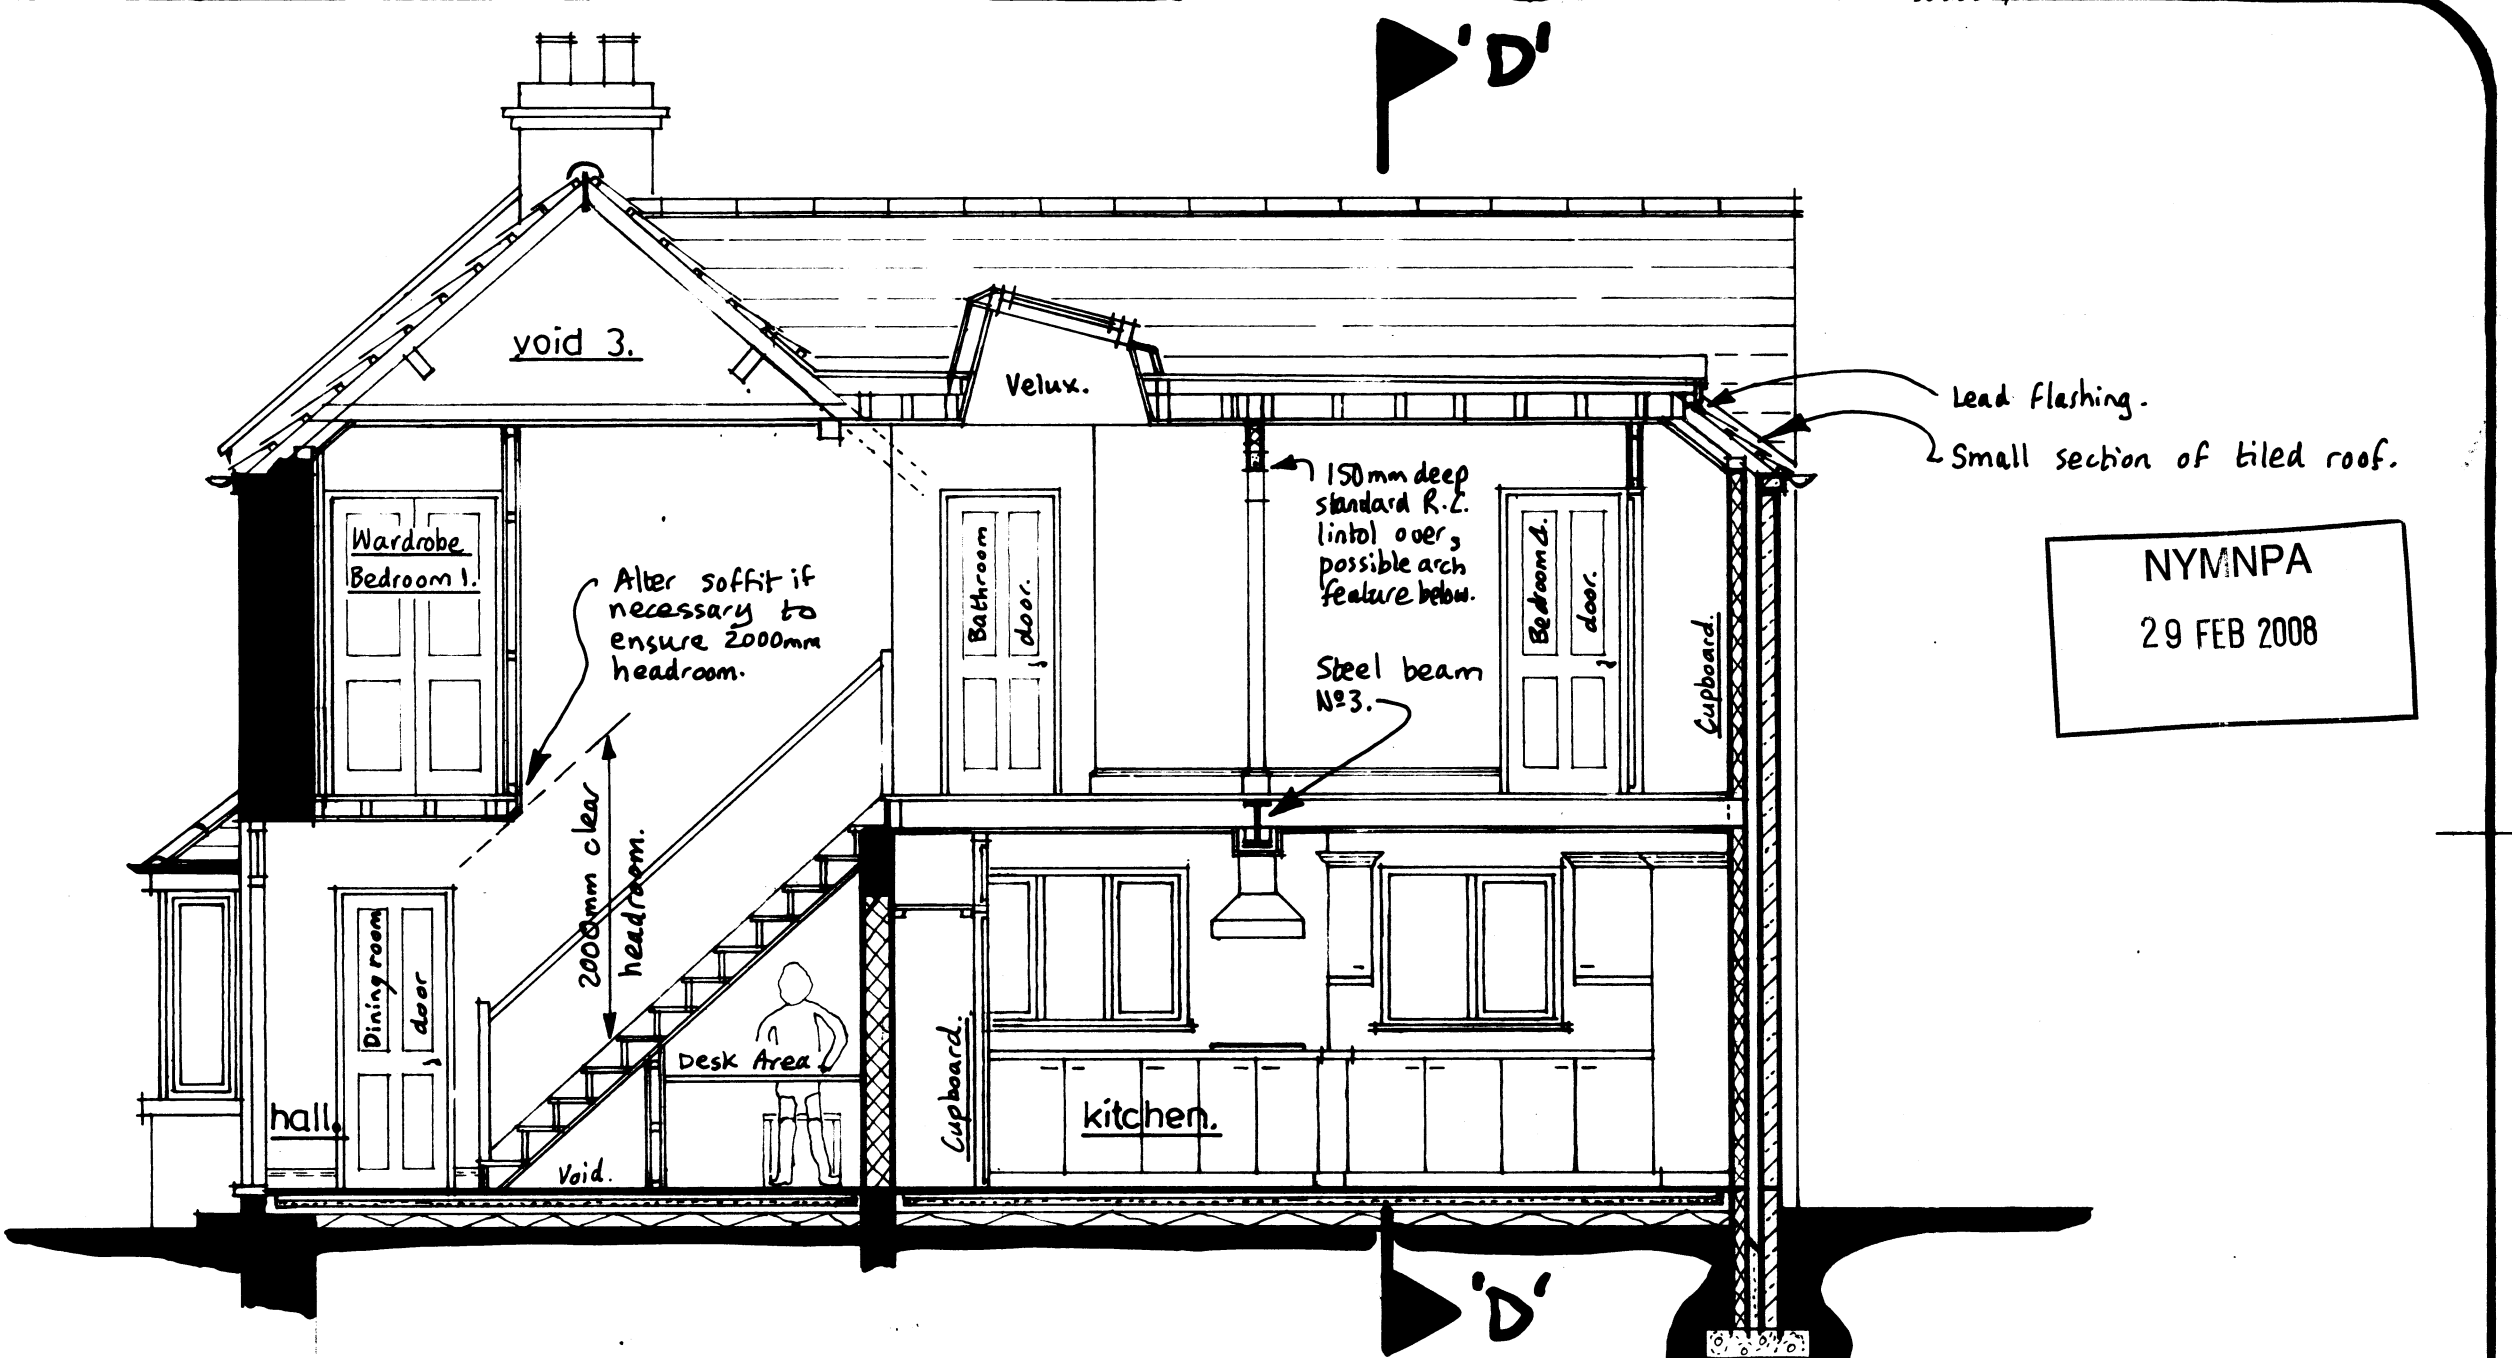 'D'
void 3.
Velux.
Lead flashing.
Small section of tiled roof.
150mm deep
standard R.C.
lintol over,
possible arch
feature below.
Wardrobe
Bedroom 1.
Alter soffit if
necessary to
ensure 2000mm
headroom.
Bathroom
door.
Bedroom 4.
door.
Cupboard.
Steel beam
Nº3.
NYMNPA
29 FEB 2008
2000mm clear
headroom.
Dining room
door
Desk Area
Cupboard.
hall.
kitchen.
Void.
'D'